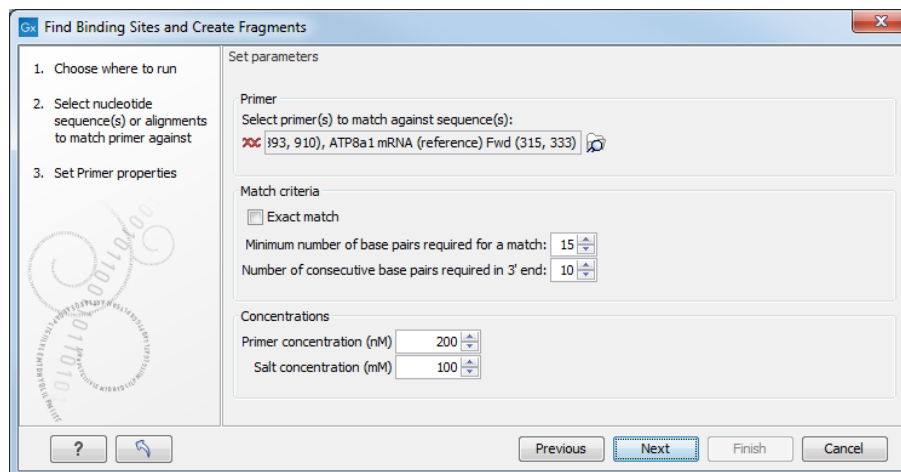 Gx Find Binding Sites and Create Fragments
1. Choose where to run
2. Select nucleotide
sequence(s) or alignments
to match primer against
3. Set Primer properties
Set parameters
Primer
Select primer(s) to match against sequence(s):
393, 910), ATP8a1 mRNA (reference) Fwd (315, 333)
Match criteria
Exact match
Minimum number of base pairs required for a match: 15
Number of consecutive base pairs required in 3' end: 10
Concentrations
Primer concentration (nM) 200
Salt concentration (mM) 100
?
Previous
Next
Finish
Cancel